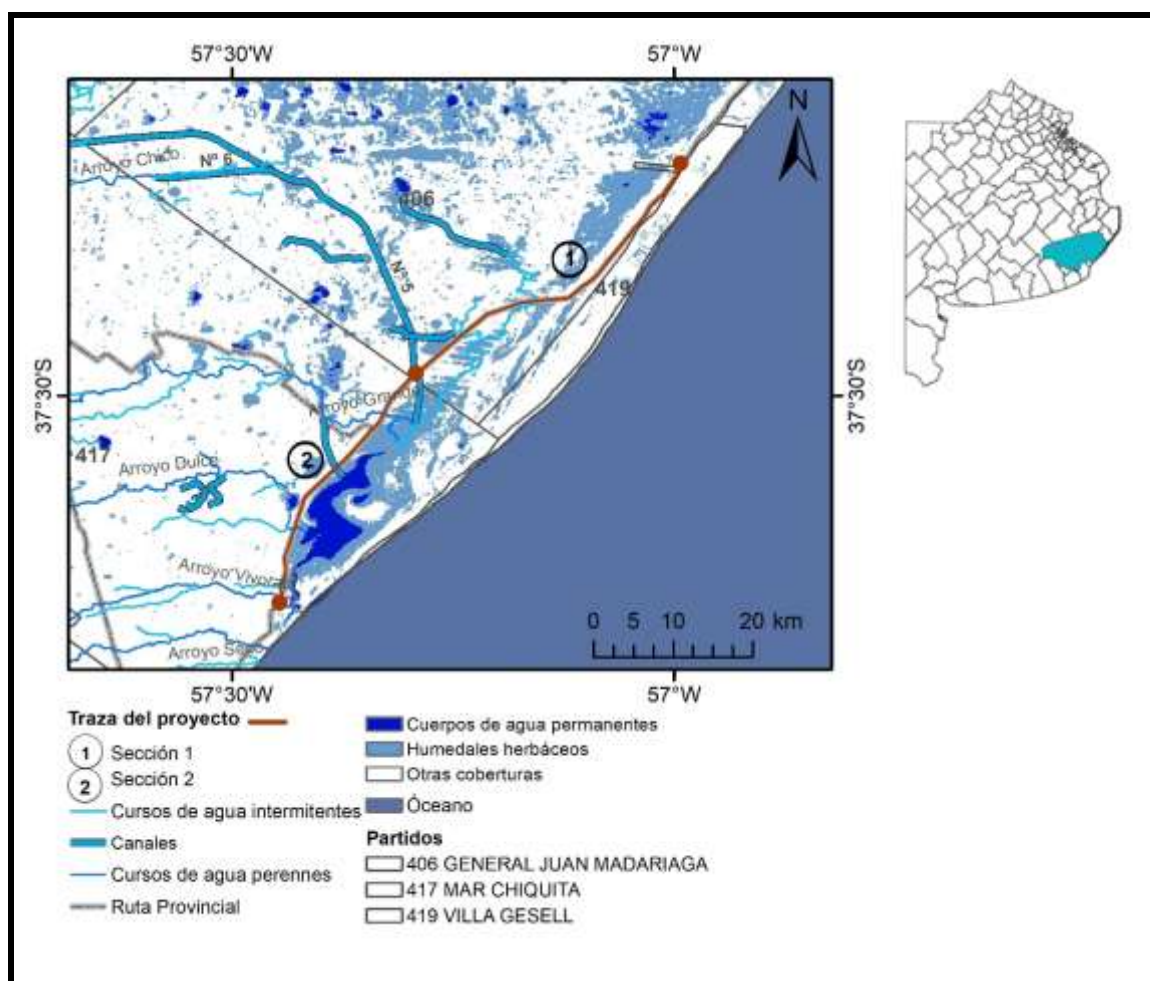 57°30'W
57°W
N
Arroyo Chico
Nº 6
406
Nº 5
1
419
37°30'S
37°30'S
Arroyo Grande
2
417
Arroyo Dulce
Arroyo Vivorata
Arroyo Seco
0 5 10 20 km
57°30'W
57°W
Traza del proyecto
1 Sección 1
2 Sección 2
Cursos de agua intermitentes
Canales
Cursos de agua perennes
Ruta Provincial
Cuerpos de agua permanentes
Humedales herbáceos
Otras coberturas
Óceano
Partidos
406 GENERAL JUAN MADARIAGA
417 MAR CHIQUITA
419 VILLA GESELL